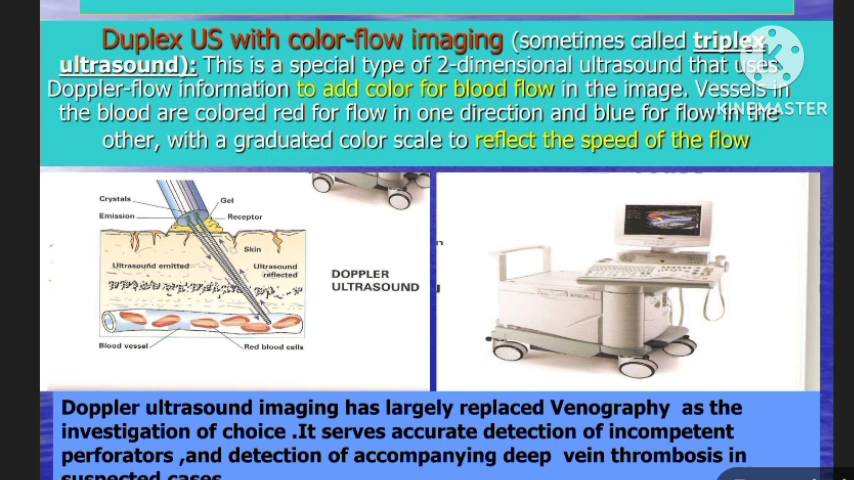 Duplex US with color-flow imaging (sometimes called triplex
ultrasound): This is a special type of 2-dimensional ultrasound that uses
Doppler-flow information to add color for blood flow in the image. Vessels in
the blood are colored red for flow in one direction and blue for flow in the
other, with a graduated color scale to reflect the speed of the flow
KINEMASTER
Crystals
Gel
Emission
Receptor
Skin
Ultrasound emitted
Ultrasound
reflected
Blood vessel
Red blood cells
DOPPLER
ULTRASOUND
Doppler ultrasound imaging has largely replaced Venography as the
investigation of choice .It serves accurate detection of incompetent
perforators ,and detection of accompanying deep vein thrombosis in
suspected cases